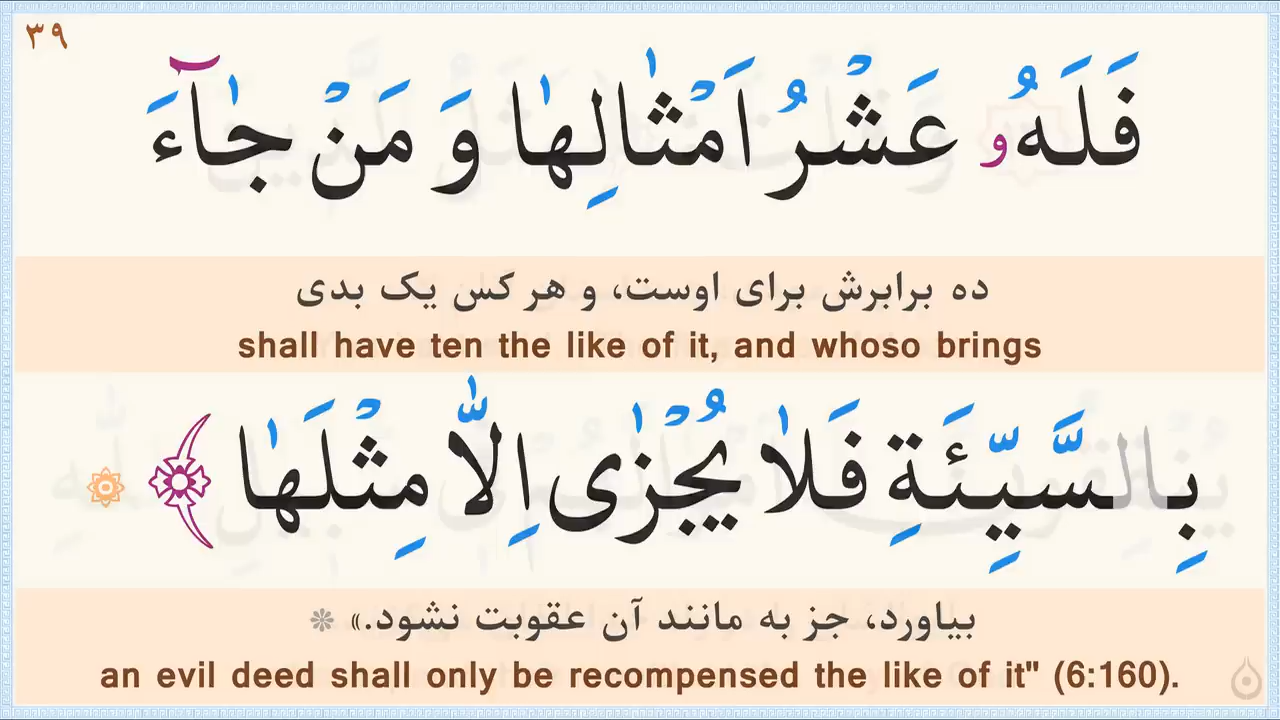 ۳۹
فَلَهُو عَشْرُ اَمْثٰالِهٰا وَ مَنْ جٰآءَ
ده برابرش برای اوست، و هر کس یک بدی
shall have ten the like of it, and whoso brings
بِالسَّيِّئَةِ فَلٰا يُجْزٰى اِلّٰا مِثْلَهٰا
بیاورد، جز به مانند آن عقوبت نشود.»
an evil deed shall only be recompensed the like of it" (6:160).